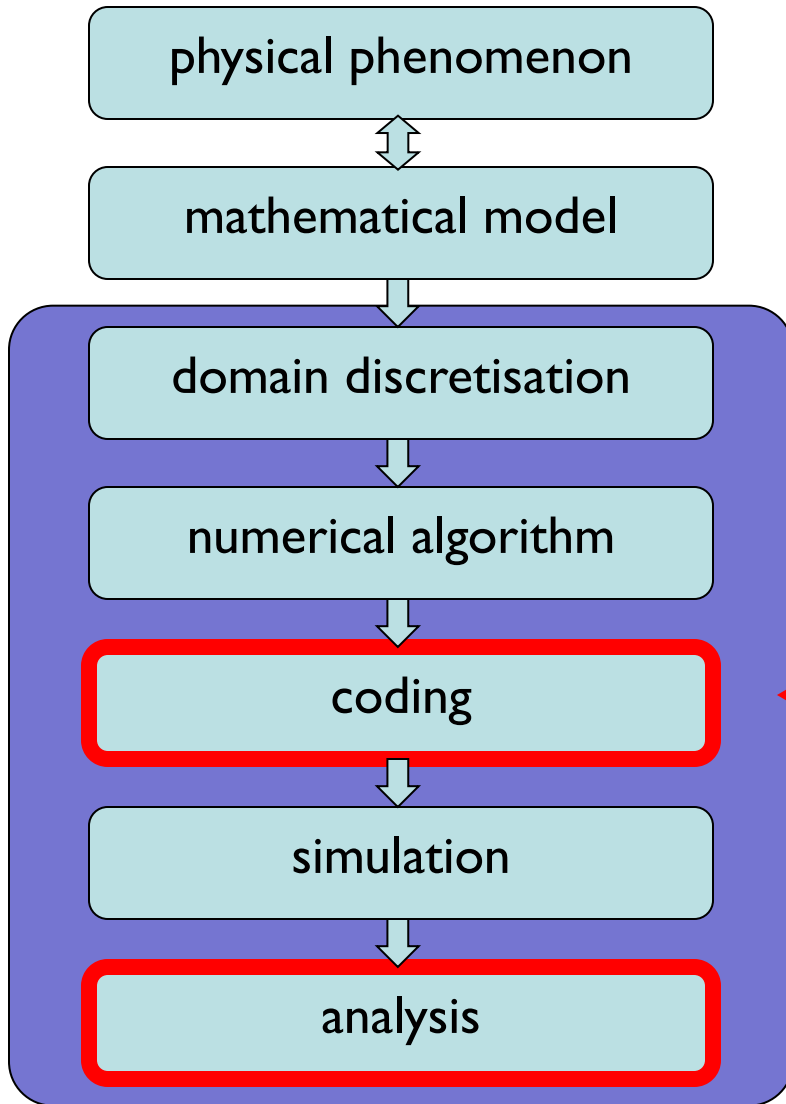 physical phenomenon
mathematical model
domain discretisation
numerical algorithm
coding
simulation
analysis